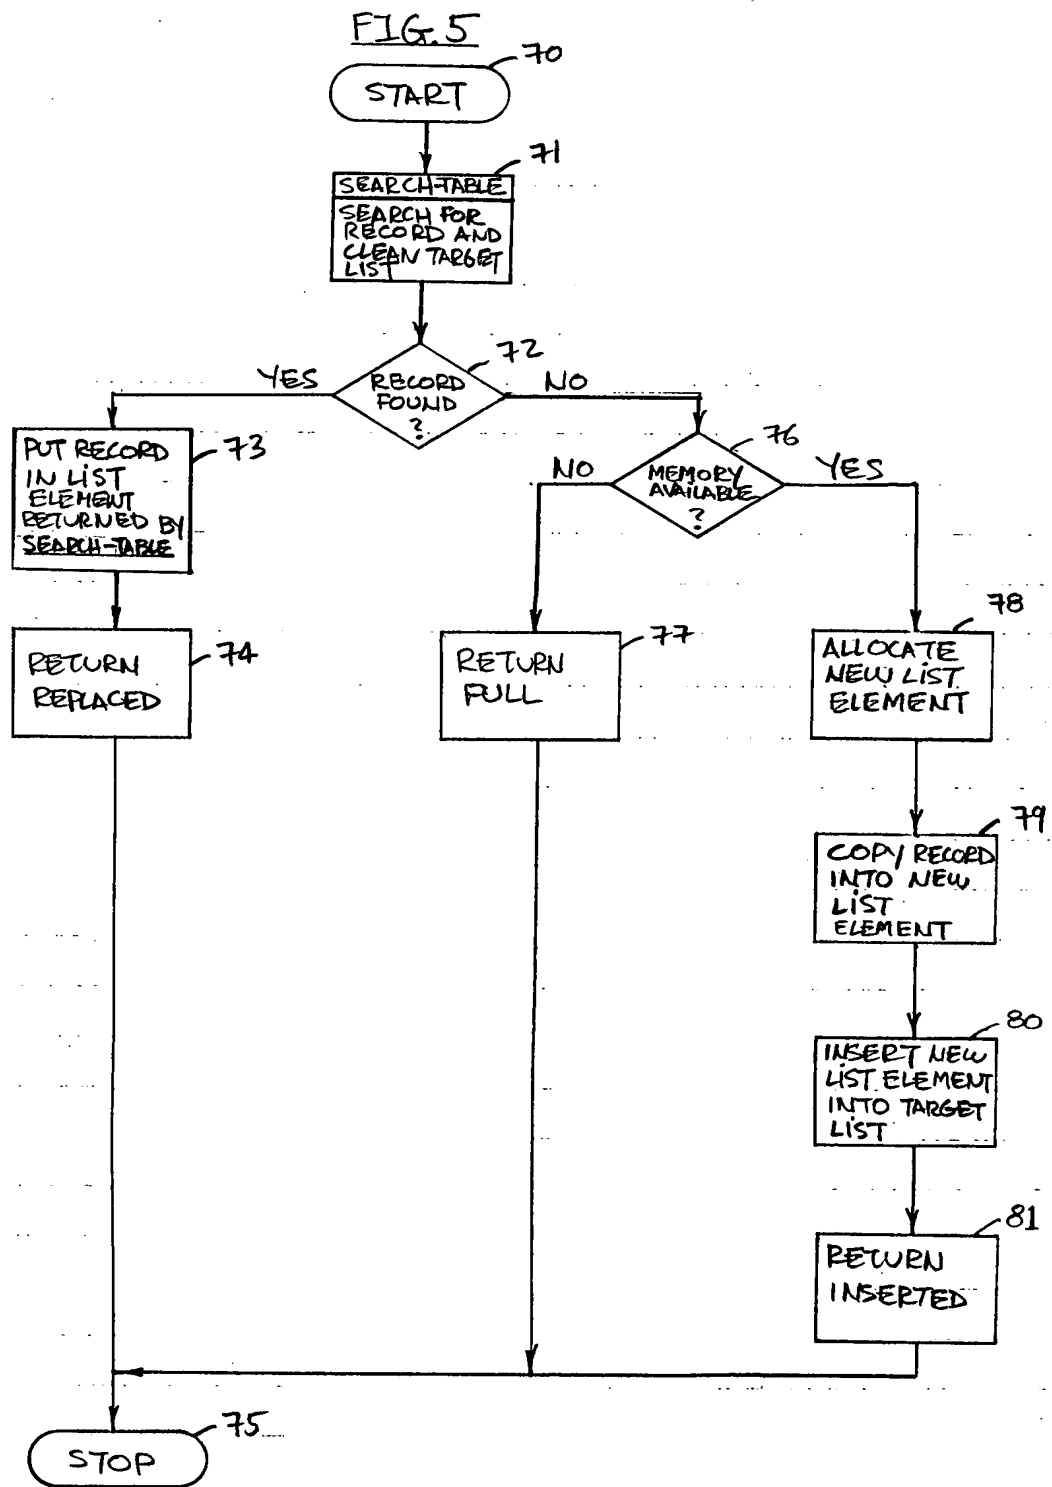 FIG. 5
70
START
71
SEARCH-TABLE
SEARCH FOR
RECORD AND
CLEAN TARGET
LIST
72
YES
RECORD
FOUND
?
NO
73
PUT RECORD
IN LIST
ELEMENT
RETURNED BY
SEARCH-TABLE
76
NO
MEMORY
AVAILABLE
?
YES
74
RETURN
REPLACED
77
RETURN
FULL
78
ALLOCATE
NEW LIST
ELEMENT
79
COPY RECORD
INTO NEW
LIST
ELEMENT
80
INSERT NEW
LIST ELEMENT
INTO TARGET
LIST
81
RETURN
INSERTED
75
STOP